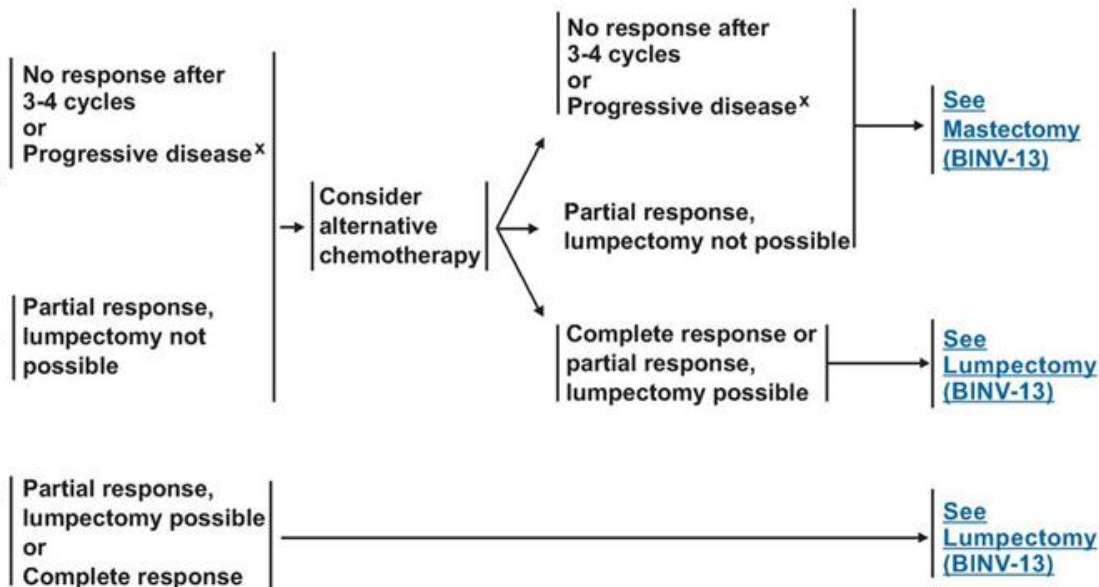 No response after
3-4 cycles
or
Progressive diseaseˣ
Partial response,
lumpectomy not
possible
Consider
alternative
chemotherapy
No response after
3-4 cycles
or
Progressive diseaseˣ
Partial response,
lumpectomy not possible
Complete response or
partial response,
lumpectomy possible
See
Mastectomy
(BINV-13)
See
Lumpectomy
(BINV-13)
Partial response,
lumpectomy possible
or
Complete response
See
Lumpectomy
(BINV-13)